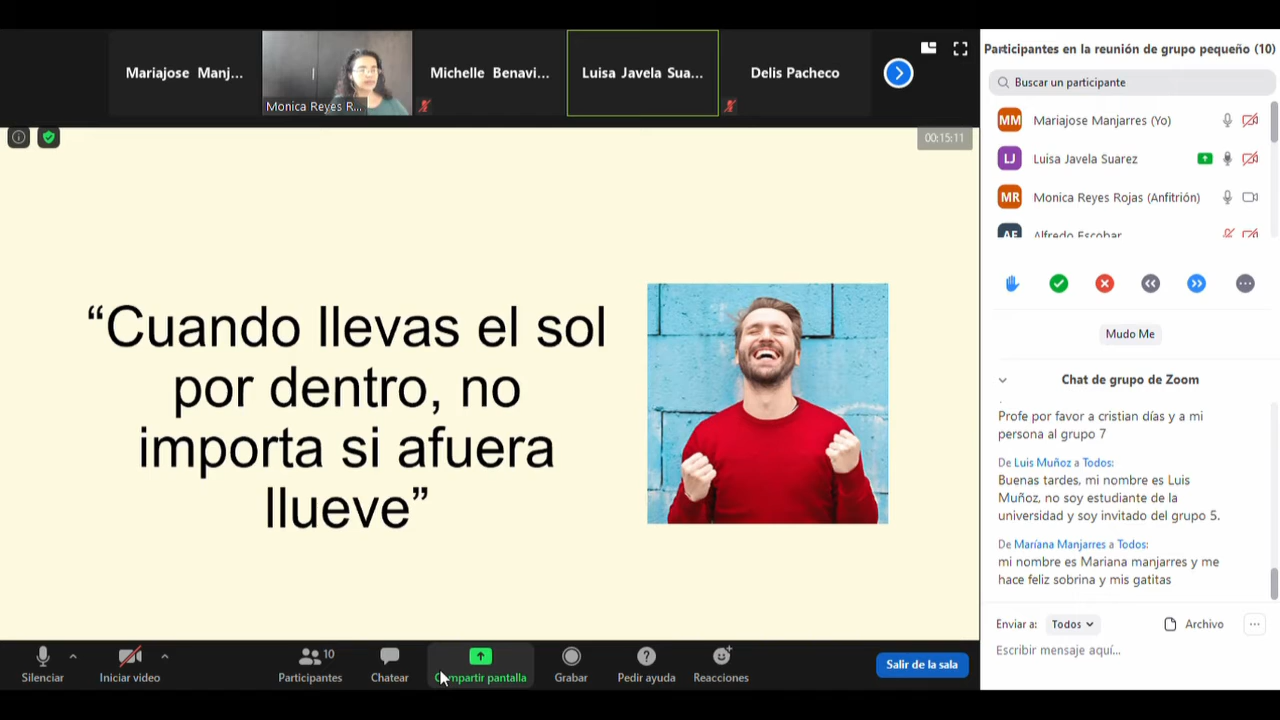 Mariajose Manj...
Monica Reyes R...
Michelle Benavi...
Luisa Javela Sua...
Delis Pacheco
00:15:11
“Cuando llevas el sol
por dentro, no
importa si afuera
llueve”
Silenciar
Iniciar video
10
Participantes
Chatear
Compartir pantalla
Grabar
Pedir ayuda
Reacciones
Salir de la sala
Participantes en la reunión de grupo pequeño (10)
Buscar un participante
MM Mariajose Manjarres (Yo)
LJ Luisa Javela Suarez
MR Monica Reyes Rojas (Anfitrión)
AE Alfredo Escobar
Mudo Me
Chat de grupo de Zoom
Profe por favor a cristian días y a mi
persona al grupo 7
De Luis Muñoz a Todos:
Buenas tardes, mi nombre es Luis
Muñoz, no soy estudiante de la
universidad y soy invitado del grupo 5.
De Maríana Manjarres a Todos:
mi nombre es Mariana manjarres y me
hace feliz sobrina y mis gatitas
Enviar a: Todos
Archivo
Escribir mensaje aquí...